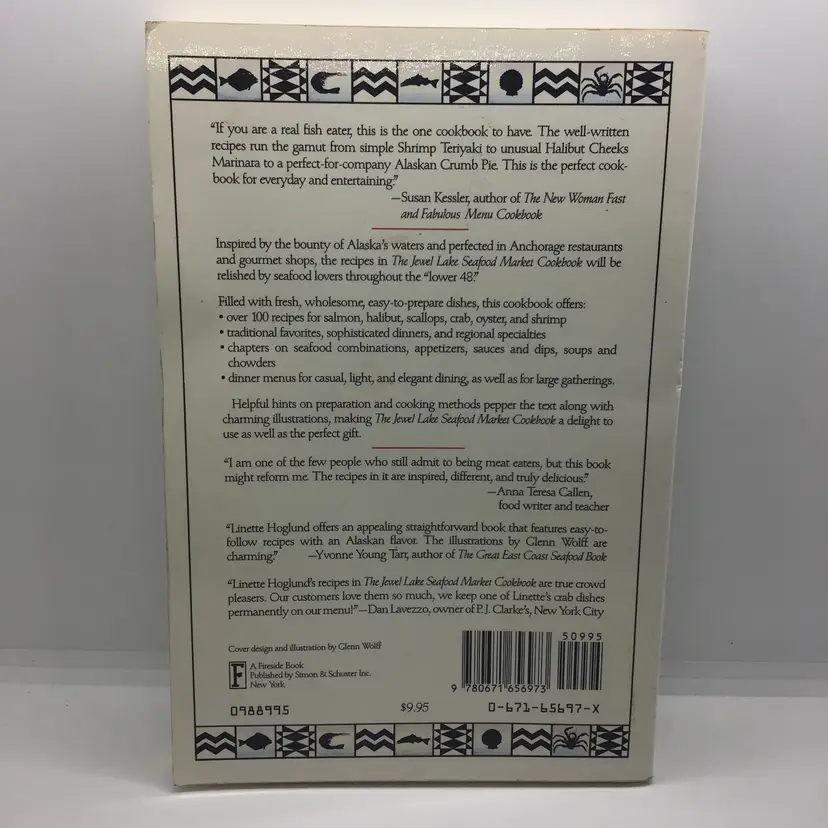 “If you are a real fish eater, this is the one cookbook to have. The well-written
recipes run the gamut from simple Shrimp Teriyaki to unusual Halibut Cheeks
Marinara to a perfect-for-company Alaskan Crumb Pie. This is the perfect cook-
book for everyday and entertaining.”
—Susan Kessler, author of The New Woman Fast
and Fabulous Menu Cookbook
Inspired by the bounty of Alaska's waters and perfected in Anchorage restaurants
and gourmet shops, the recipes in The Jewel Lake Seafood Market Cookbook will be
relished by seafood lovers throughout the “lower 48.”
Filled with fresh, wholesome, easy-to-prepare dishes, this cookbook offers:
• over 100 recipes for salmon, halibut, scallops, crab, oyster, and shrimp
• traditional favorites, sophisticated dinners, and regional specialties
• chapters on seafood combinations, appetizers, sauces and dips, soups and
chowders
• dinner menus for casual, light, and elegant dining, as well as for large gatherings.
Helpful hints on preparation and cooking methods pepper the text along with
charming illustrations, making The Jewel Lake Seafood Market Cookbook a delight to
use as well as the perfect gift.
“I am one of the few people who still admit to being meat eaters, but this book
might reform me. The recipes in it are inspired, different, and truly delicious.”
—Anna Teresa Callen,
food writer and teacher
“Linette Hoglund offers an appealing straightforward book that features easy-to-
follow recipes with an Alaskan flavor. The illustrations by Glenn Wolff are
charming.” —Yvonne Young Tarr, author of The Great East Coast Seafood Book
“Linette Hoglund's recipes in The Jewel Lake Seafood Market Cookbook are true crowd
pleasers. Our customers love them so much, we keep one of Linette's crab dishes
permanently on our menu!”—Dan Lavezzo, owner of P. J. Clarke's, New York City
Cover design and illustration by Glenn Wolff
F
A Fireside Book
Published by Simon & Schuster Inc.
New York
50995
9 780671 656973
0988995
$9.95
0-671-65697-X